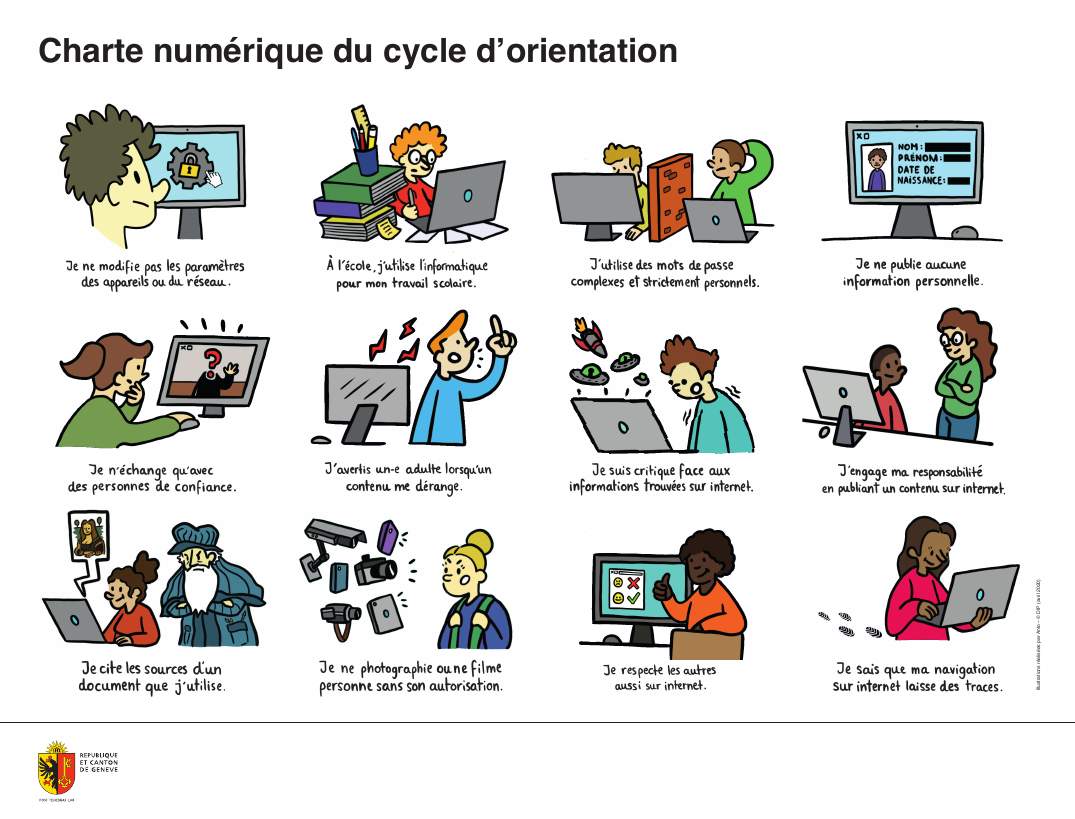 Charte numérique du cycle d'orientation
NOM:
PRÉNOM:
DATE DE
NAISSANCE:
Je ne modifie pas les paramètres
des appareils ou du réseau.
À l'école, j'utilise l'informatique
pour mon travail scolaire.
J'utilise des mots de passe
complexes et strictement personnels.
Je ne publie aucune
information personnelle.
?
Je n'échange qu'avec
des personnes de confiance.
J'avertis un-e adulte lorsqu'un
contenu me dérange.
Je suis critique face aux
informations trouvées sur internet.
J'engage ma responsabilité
en publiant un contenu sur internet.
Je cite les sources d'un
document que j'utilise.
Je ne photographie ou ne filme
personne sans son autorisation.
Je respecte les autres
aussi sur internet.
Je sais que ma navigation
sur internet laisse des traces.
REPUBLIQUE
ET CANTON
DE GENEVE
POST TENEBRAS LUX